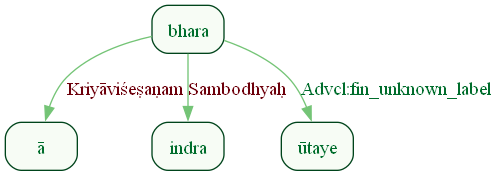 bhara
Kriyāviśeṣaṇam Sambodhyaḥ Advcl:fin_unknown_label
ā indra ūtaye